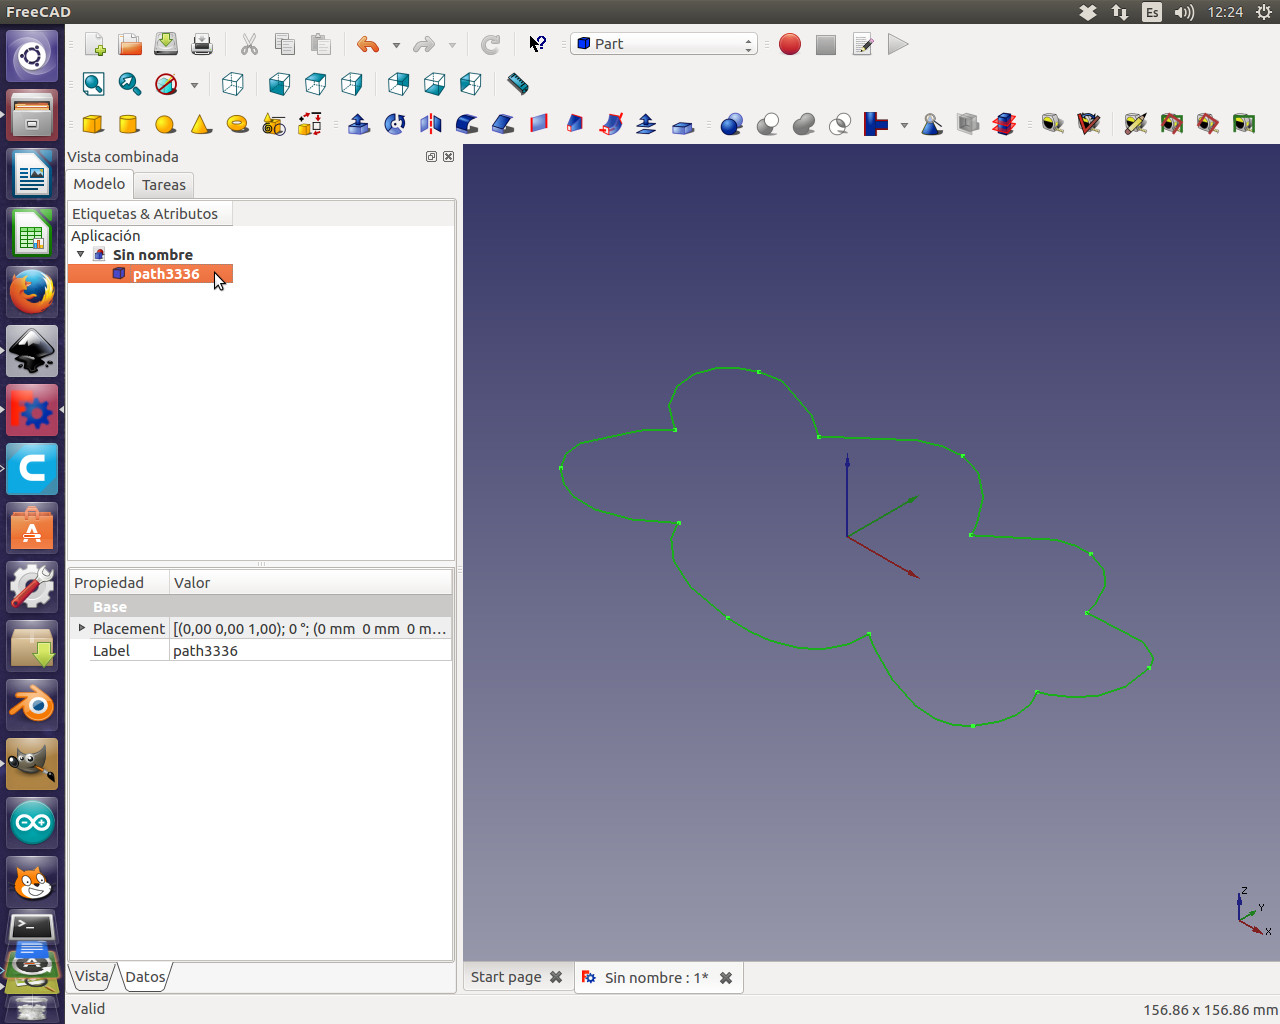 FreeCAD
Es
12:24
Part
Vista combinada
Modelo
Tareas
Etiquetas & Atributos
Aplicación
Sin nombre
path3336
Propiedad Valor
Base
Placement [(0,00 0,00 1,00); 0 °; (0 mm 0 mm 0 m...
Label path3336
Z
Y
X
Vista
Datos
Start page
Sin nombre : 1*
Valid
156.86 x 156.86 mm